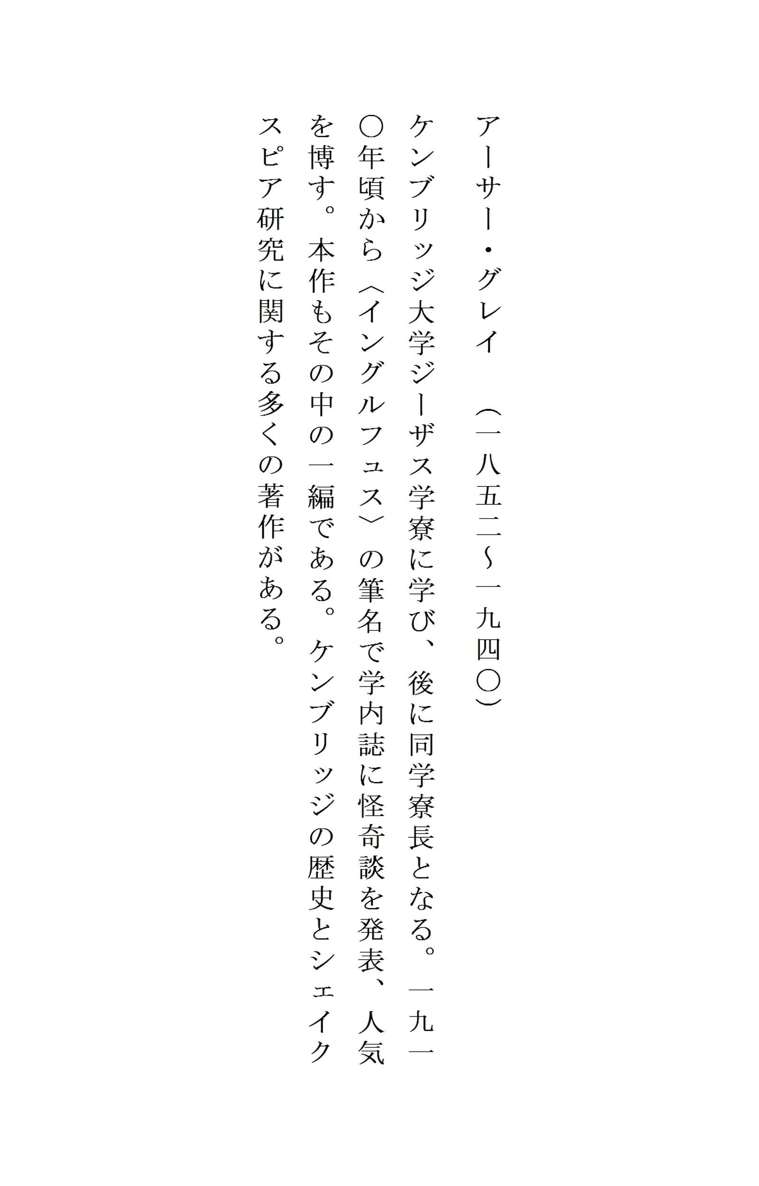 アーサー・グレイ　（一八五二～一九四〇）
ケンブリッジ大学ジーザス学寮に学び、後に同学寮長となる。一九一
〇年頃から〈イングルフュス〉の筆名で学内誌に怪奇談を発表、人気
を博す。本作もその中の一編である。ケンブリッジの歴史とシェイク
スピア研究に関する多くの著作がある。